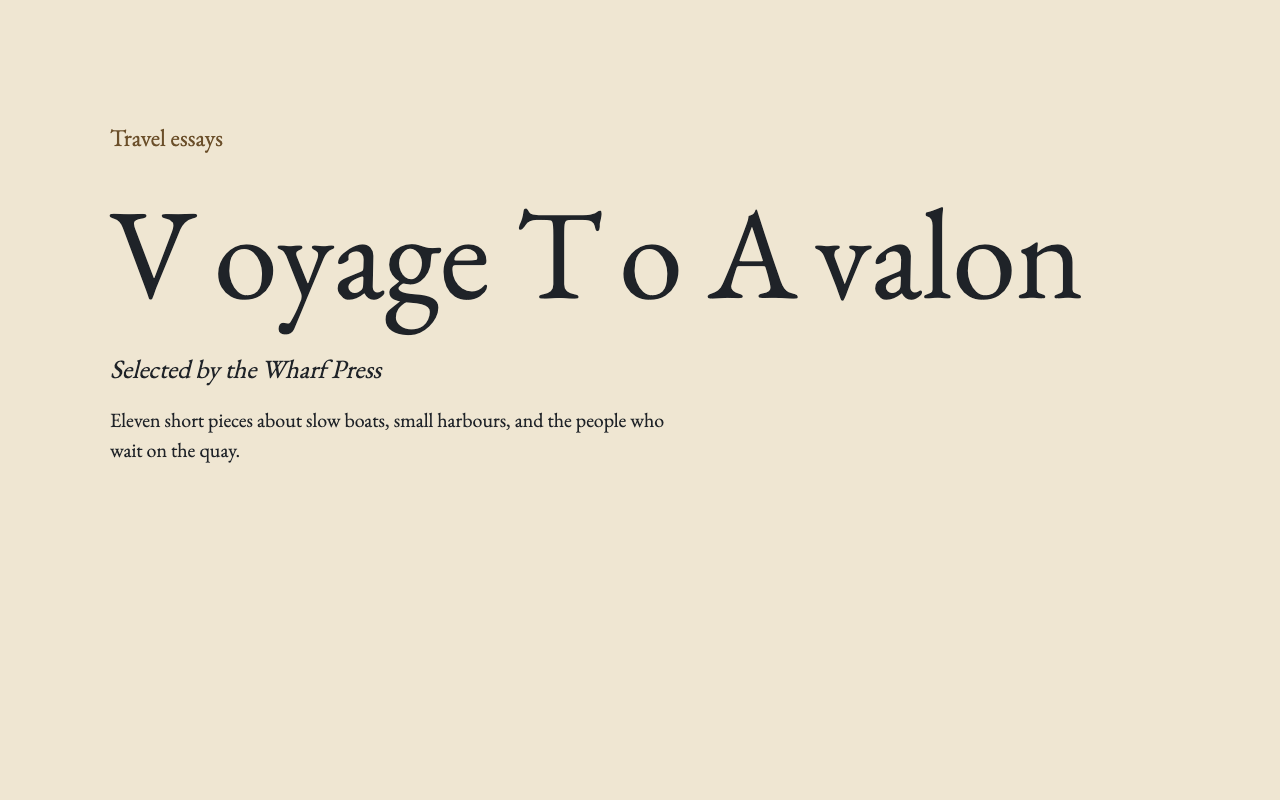 Travel essays
Voyage To Avalon
Selected by the Wharf Press
Eleven short pieces about slow boats, small harbours, and the people who
wait on the quay.